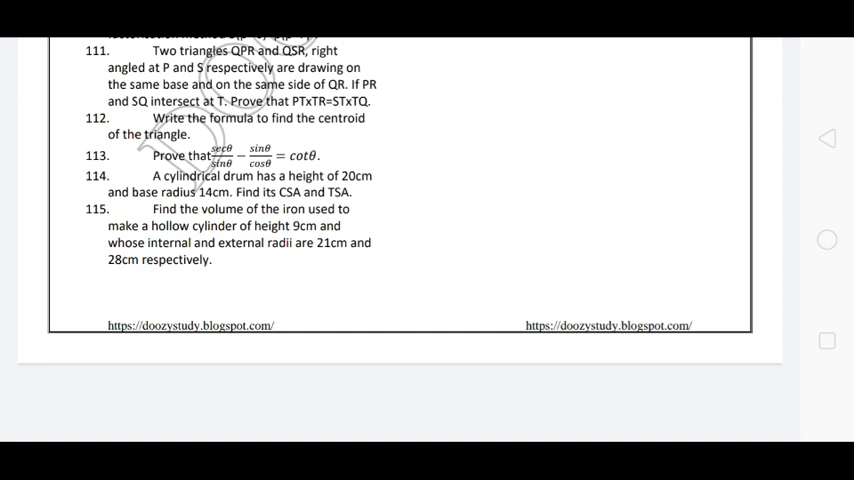 111. Two triangles QPR and QSR, right
angled at P and S respectively are drawing on
the same base and on the same side of QR. If PR
and SQ intersect at T. Prove that PTxTR=STxTQ.
112. Write the formula to find the centroid
of the triangle.
113. Prove that secθ/sinθ − sinθ/cosθ = cotθ.
114. A cylindrical drum has a height of 20cm
and base radius 14cm. Find its CSA and TSA.
115. Find the volume of the iron used to
make a hollow cylinder of height 9cm and
whose internal and external radii are 21cm and
28cm respectively.
https://doozystudy.blogspot.com/ https://doozystudy.blogspot.com/